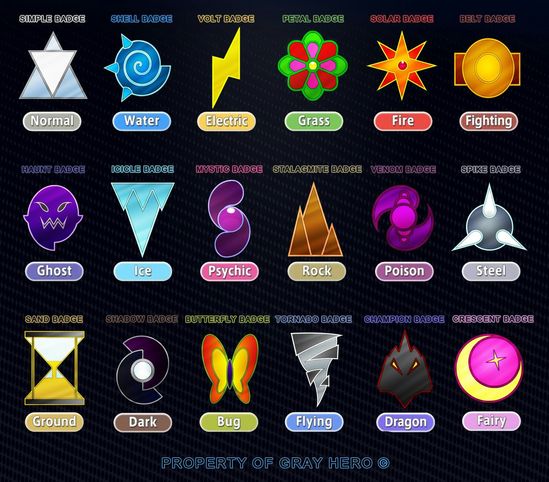 SIMPLE BADGE SHELL BADGE VOLT BADGE PETAL BADGE SOLAR BADGE BELT BADGE
Normal Water Electric Grass Fire Fighting
HAUNT BADGE ICICLE BADGE MYSTIC BADGE STALAGMITE BADGE VENOM BADGE SPIKE BADGE
Ghost Ice Psychic Rock Poison Steel
SAND BADGE SHADOW BADGE BUTTERFLY BADGE TORNADO BADGE CHAMPION BADGE CRESCENT BADGE
Ground Dark Bug Flying Dragon Fairy
PROPERTY OF GRAY HERO ©